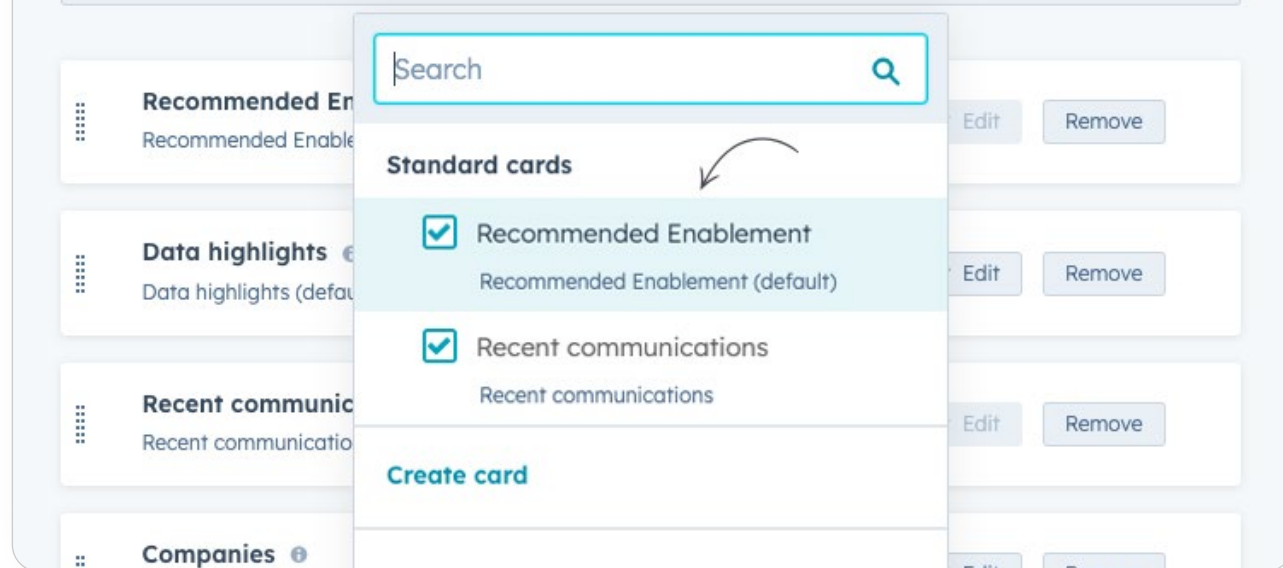 Search
Standard cards
Recommended Enablement
Recommended Enablement (default)
Recent communications
Recent communications
Create card
Recommended En
Recommended Enable
Edit
Remove
Data highlights
Data highlights (defau
Edit
Remove
Recent communic
Recent communicatio
Edit
Remove
Companies